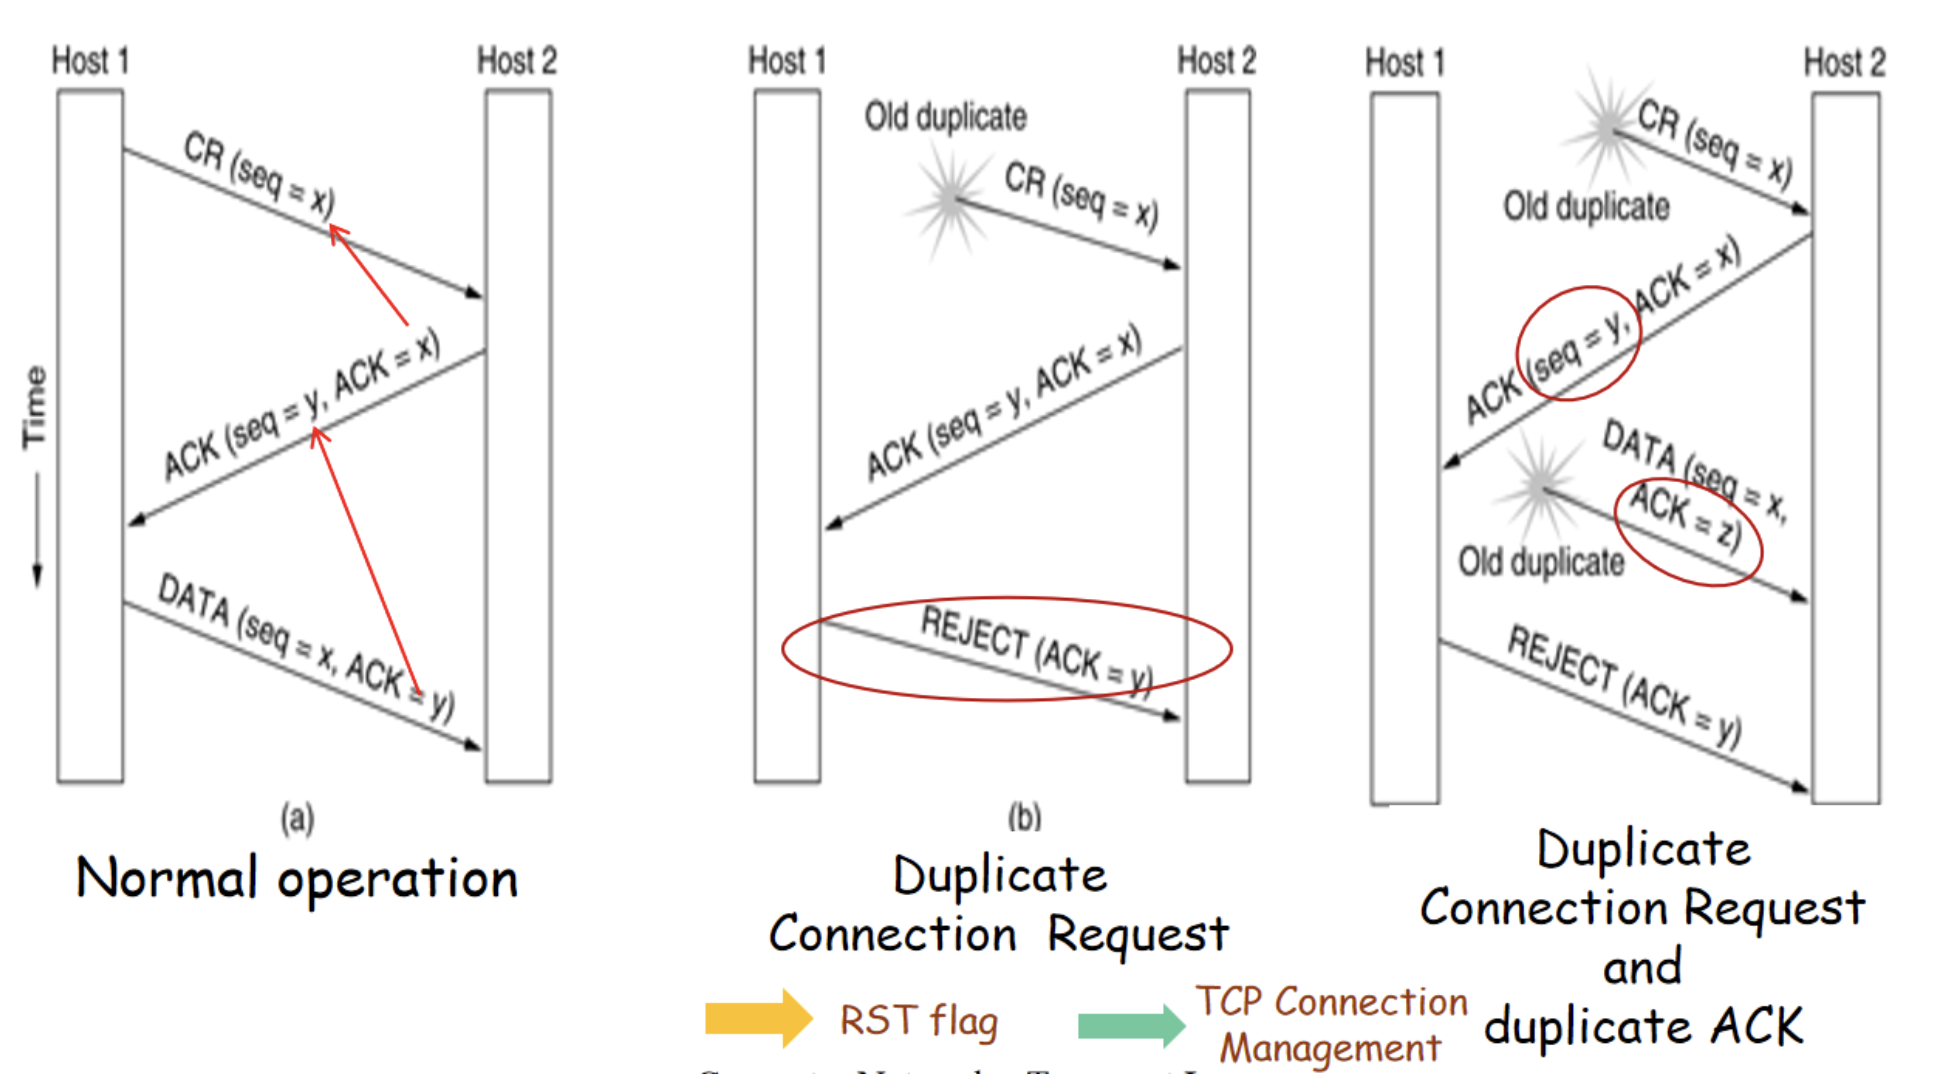 Host 1
Host 2
CR (seq = x)
ACK (seq = y, ACK = x)
DATA (seq = x, ACK = y)
Time
(a)
Normal operation
Host 1
Host 2
Old duplicate
CR (seq = x)
ACK (seq = y, ACK = x)
REJECT (ACK = y)
(b)
Duplicate
Connection Request
Host 1
Host 2
CR (seq = x)
Old duplicate
ACK (seq = y, ACK = x)
DATA (seq = x,
ACK = z)
Old duplicate
REJECT (ACK = y)
Duplicate
Connection Request
and
duplicate ACK
RST flag
TCP Connection
Management